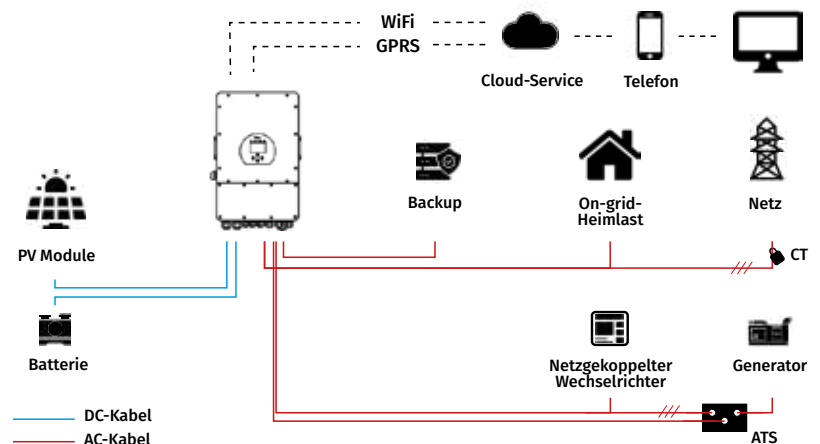 WiFi
GPRS
Cloud-Service
Telefon
Backup
On-grid-
Heimlast
Netz
PV Module
CT
Batterie
Netzgekoppelter
Wechselrichter
Generator
DC-Kabel
AC-Kabel
ATS